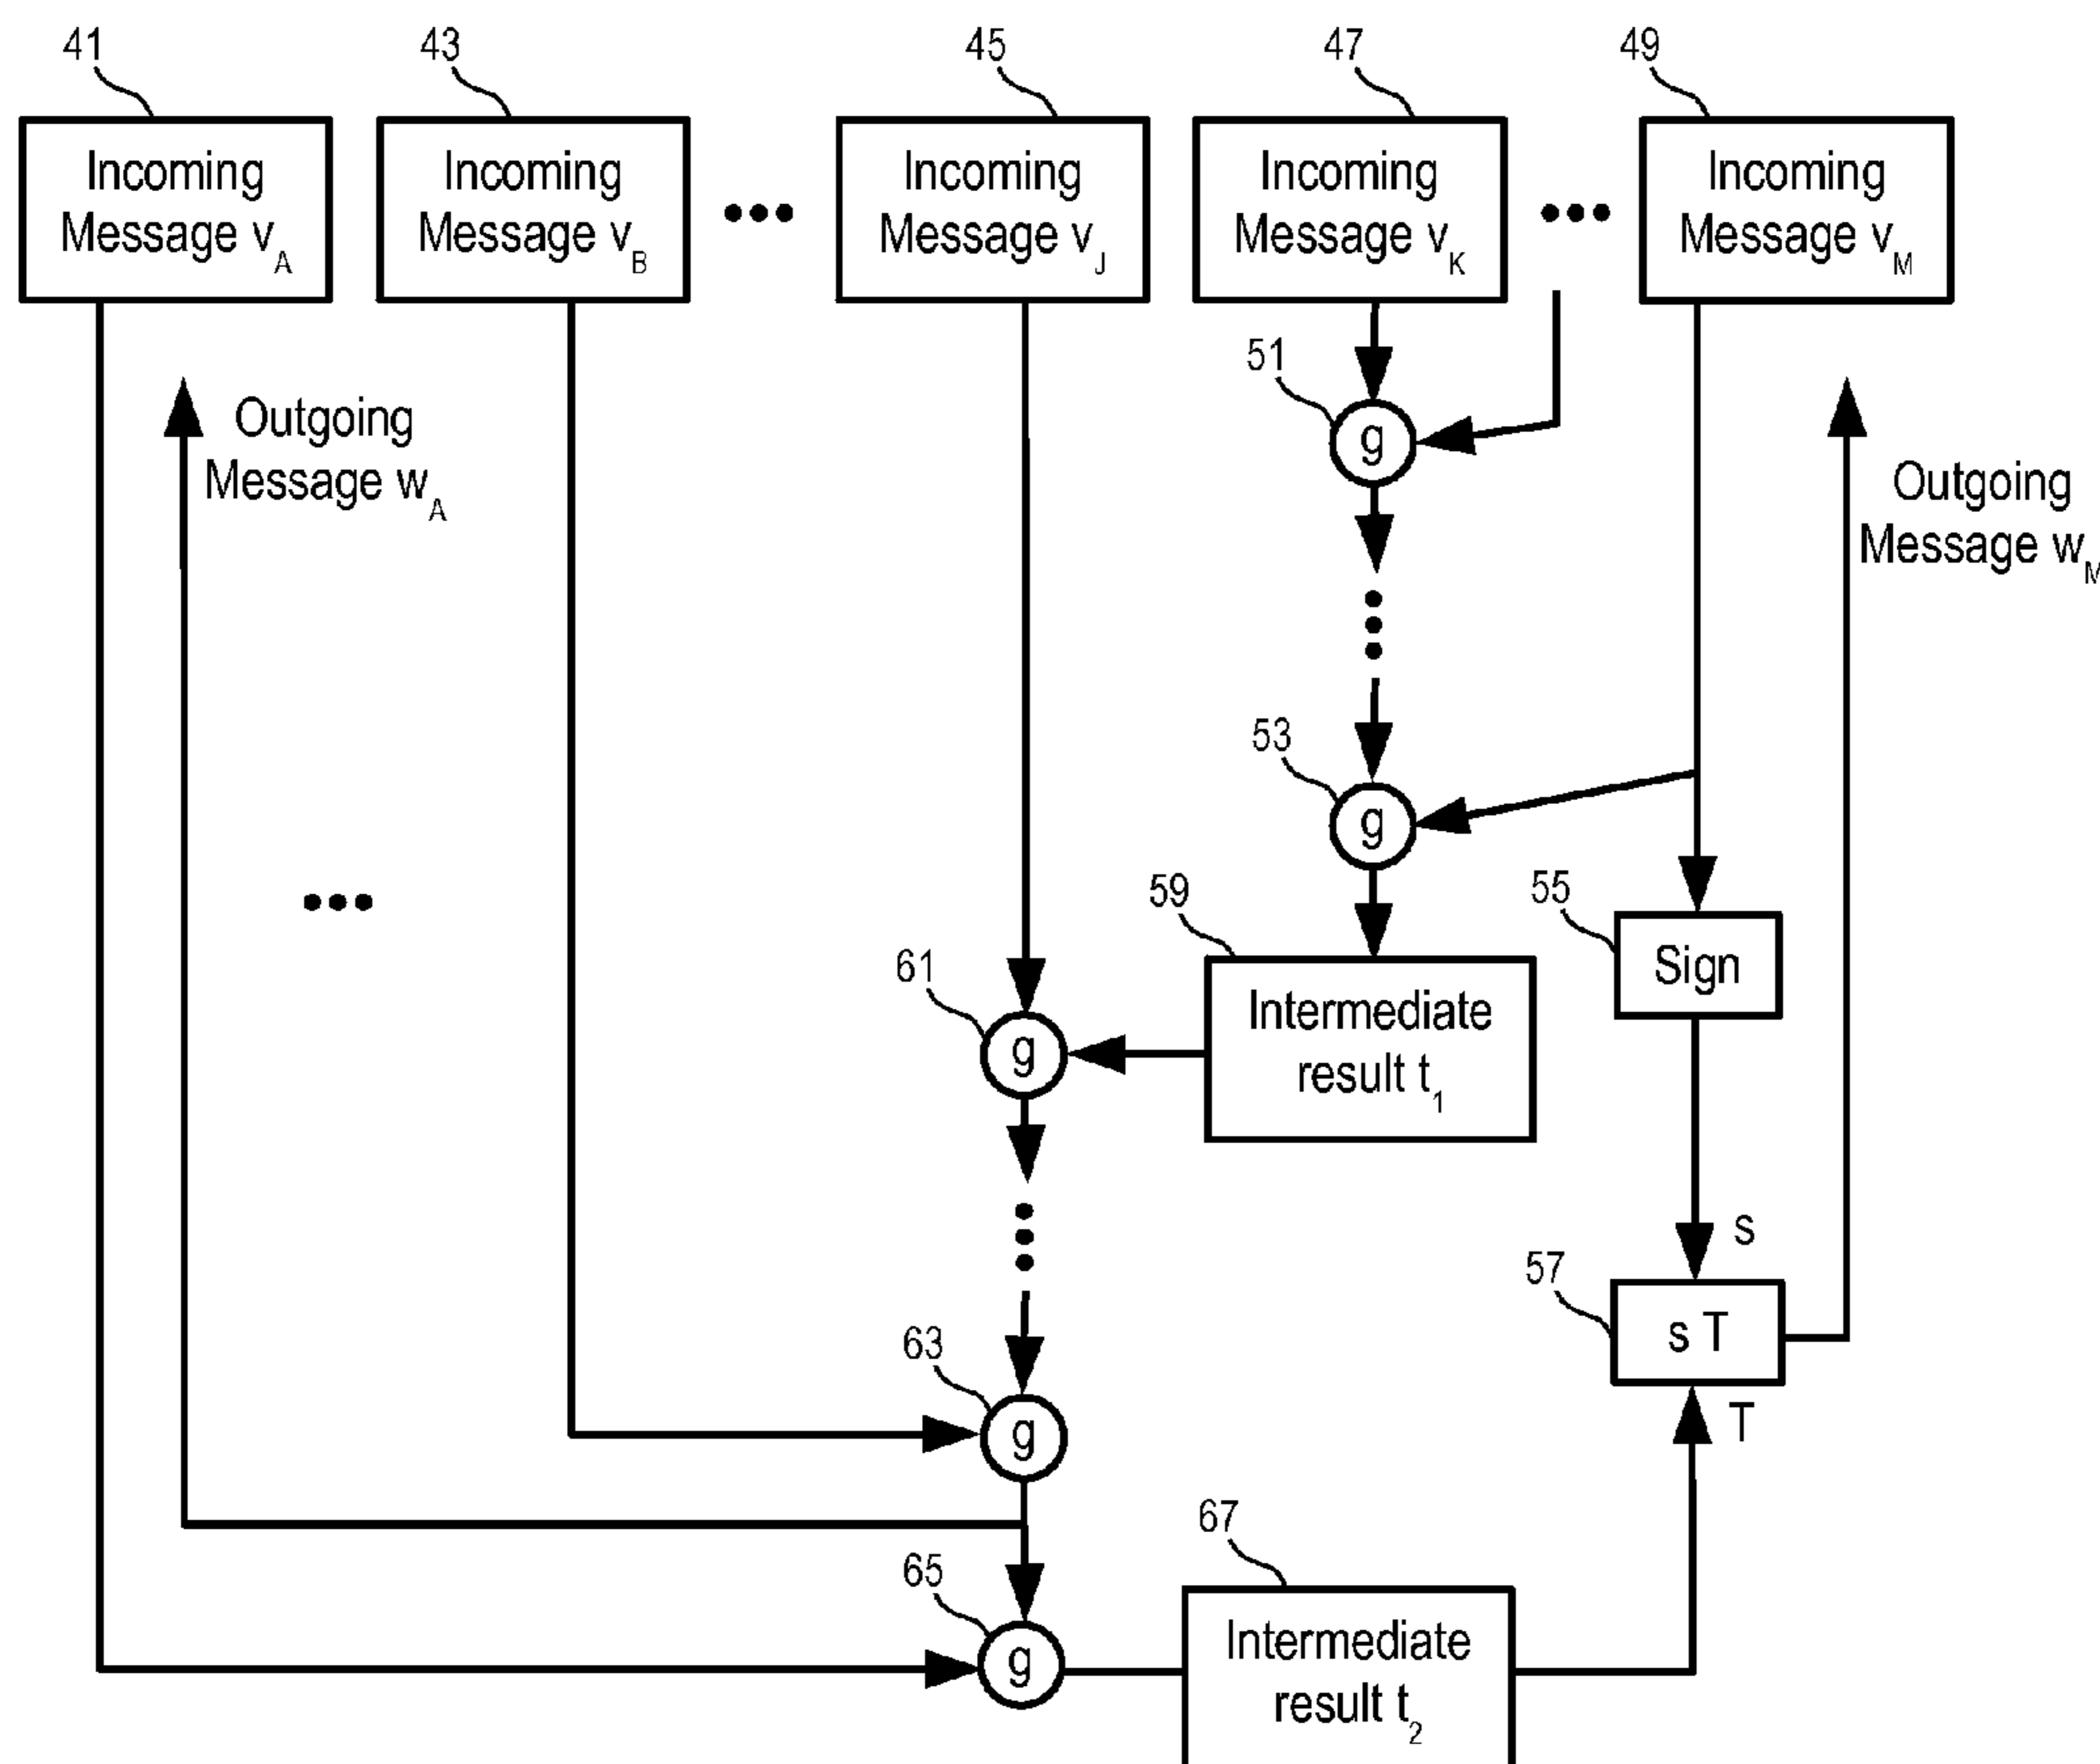 41
43
45
47
49
Incoming
Message vA
Incoming
Message vB
Incoming
Message vJ
Incoming
Message vK
Incoming
Message vM
51
g
Outgoing
Message wA
Outgoing
Message wM
53
g
55
Sign
59
Intermediate
result t1
61
g
s
57
s T
T
63
g
65
g
67
Intermediate
result t2